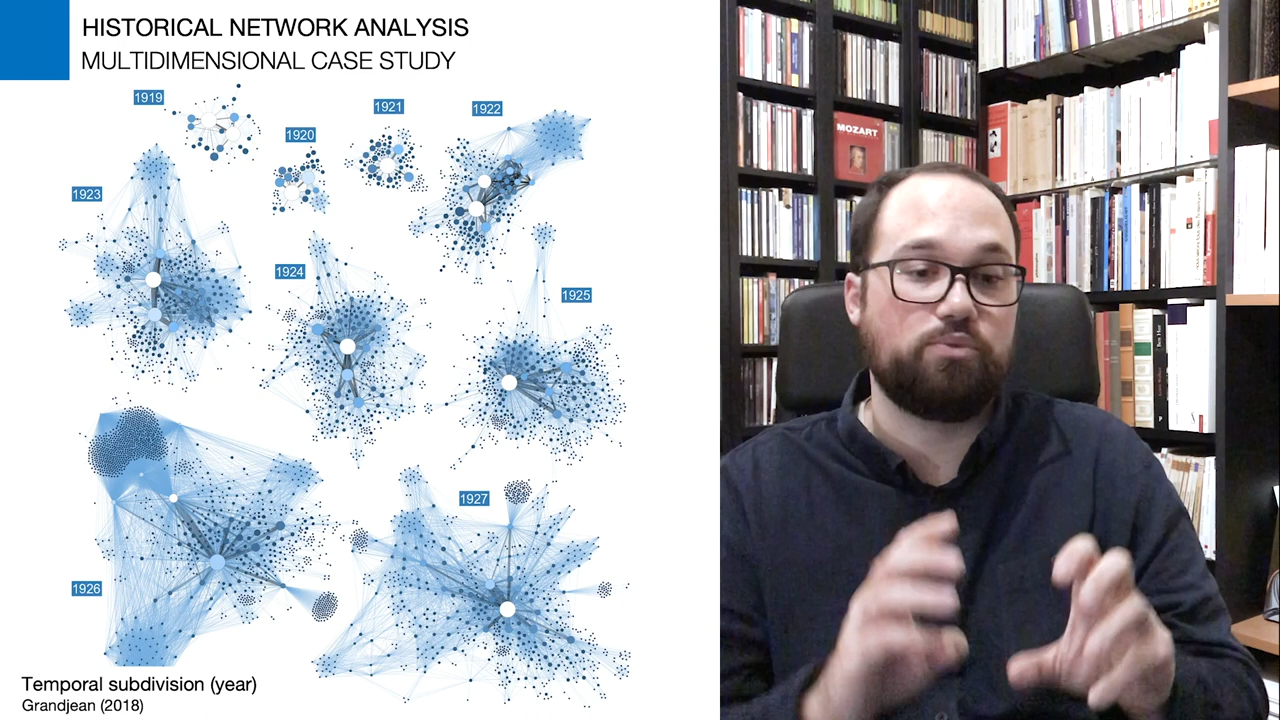 HISTORICAL NETWORK ANALYSIS
MULTIDIMENSIONAL CASE STUDY
1919
1920
1921
1922
1923
1924
1925
1926
1927
Temporal subdivision (year)
Grandjean (2018)
MOZART